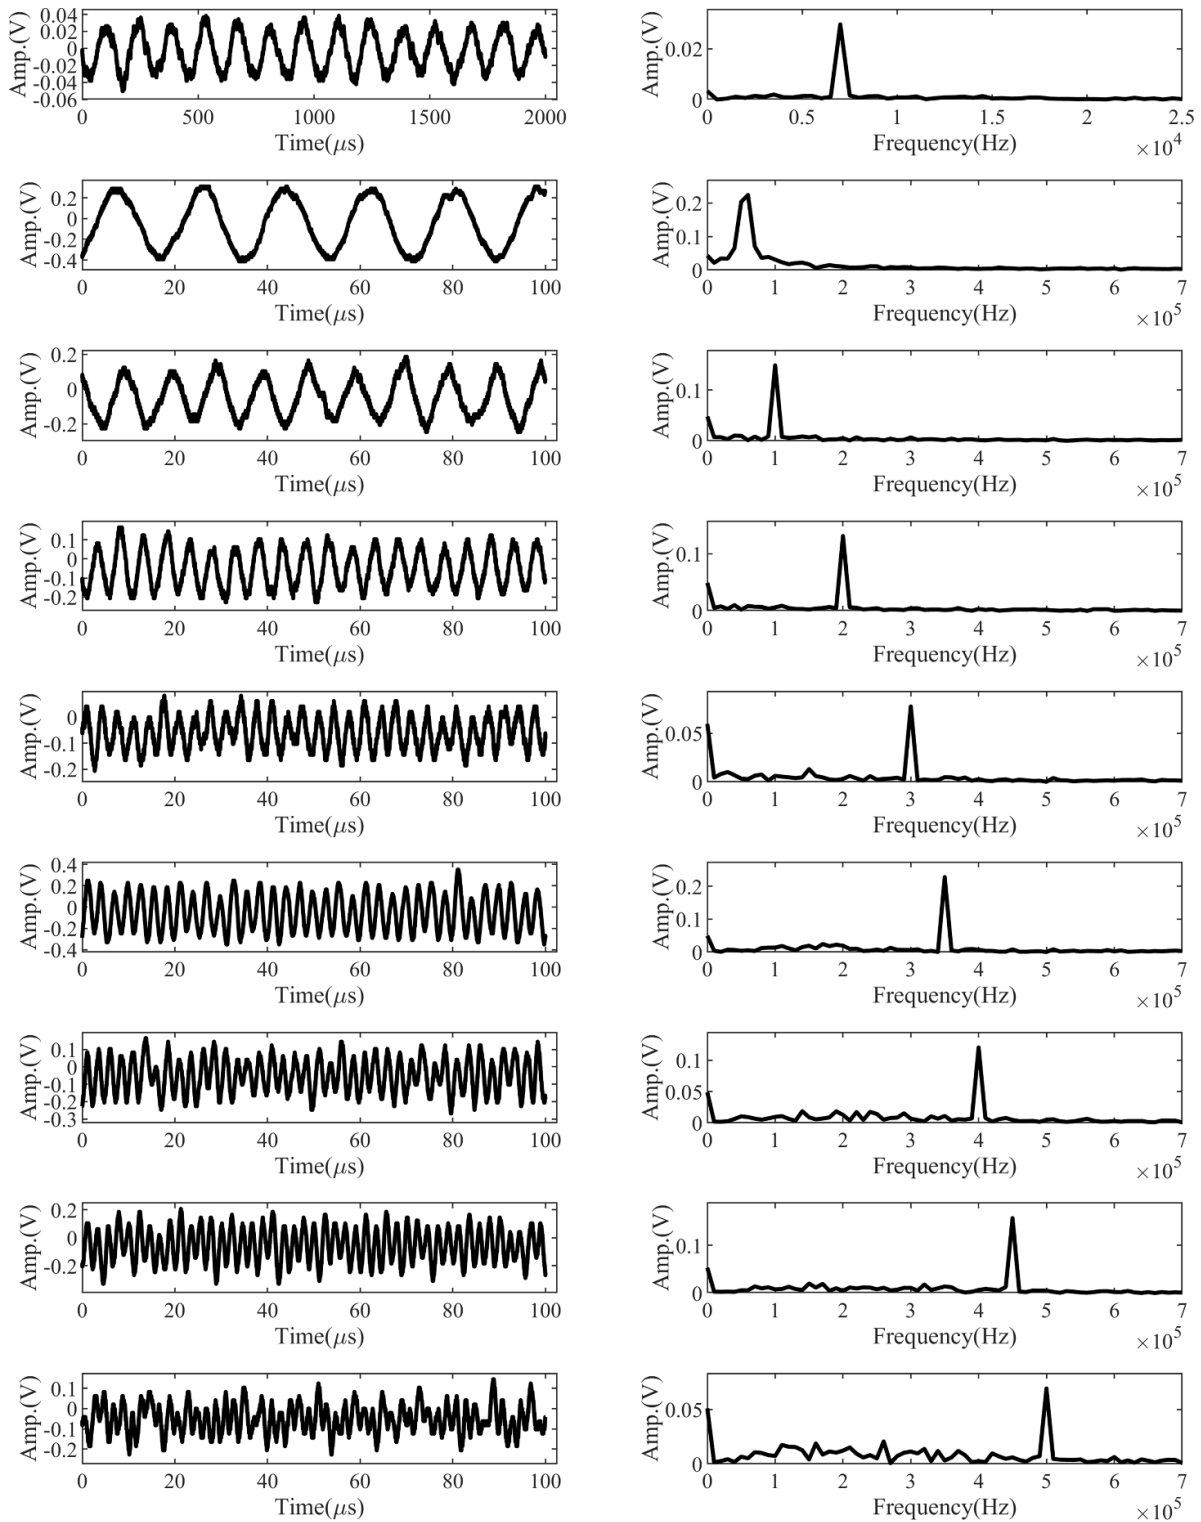 Amp.(V)
0.04
0.02
0
-0.02
-0.04
-0.06
0 500 1000 1500 2000
Time(μs)
Amp.(V)
0.02
0
0 0.5 1 1.5 2 2.5
Frequency(Hz) ×10⁴
Amp.(V)
0.2
0
-0.2
-0.4
0 20 40 60 80 100
Time(μs)
Amp.(V)
0.2
0.1
0
0 1 2 3 4 5 6 7
Frequency(Hz) ×10⁵
Amp.(V)
0.2
0
-0.2
0 20 40 60 80 100
Time(μs)
Amp.(V)
0.1
0
0 1 2 3 4 5 6 7
Frequency(Hz) ×10⁵
Amp.(V)
0.1
0
-0.1
-0.2
0 20 40 60 80 100
Time(μs)
Amp.(V)
0.1
0
0 1 2 3 4 5 6 7
Frequency(Hz) ×10⁵
Amp.(V)
0
-0.1
-0.2
0 20 40 60 80 100
Time(μs)
Amp.(V)
0.05
0
0 1 2 3 4 5 6 7
Frequency(Hz) ×10⁵
Amp.(V)
0.4
0.2
0
-0.2
-0.4
0 20 40 60 80 100
Time(μs)
Amp.(V)
0.2
0.1
0
0 1 2 3 4 5 6 7
Frequency(Hz) ×10⁵
Amp.(V)
0.1
0
-0.1
-0.2
-0.3
0 20 40 60 80 100
Time(μs)
Amp.(V)
0.1
0.05
0
0 1 2 3 4 5 6 7
Frequency(Hz) ×10⁵
Amp.(V)
0.2
0
-0.2
0 20 40 60 80 100
Time(μs)
Amp.(V)
0.1
0
0 1 2 3 4 5 6 7
Frequency(Hz) ×10⁵
Amp.(V)
0.1
0
-0.1
-0.2
0 20 40 60 80 100
Time(μs)
Amp.(V)
0.05
0
0 1 2 3 4 5 6 7
Frequency(Hz) ×10⁵